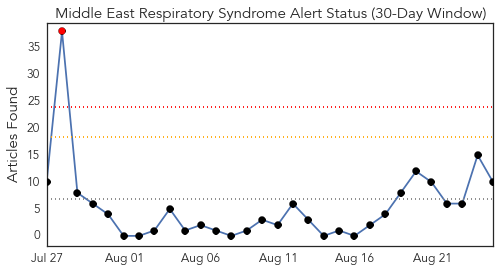 Middle East Respiratory Syndrome Alert Status (30-Day Window)
Articles Found
35
30
25
20
15
10
5
0
Jul 27 Aug 01 Aug 06 Aug 11 Aug 16 Aug 21